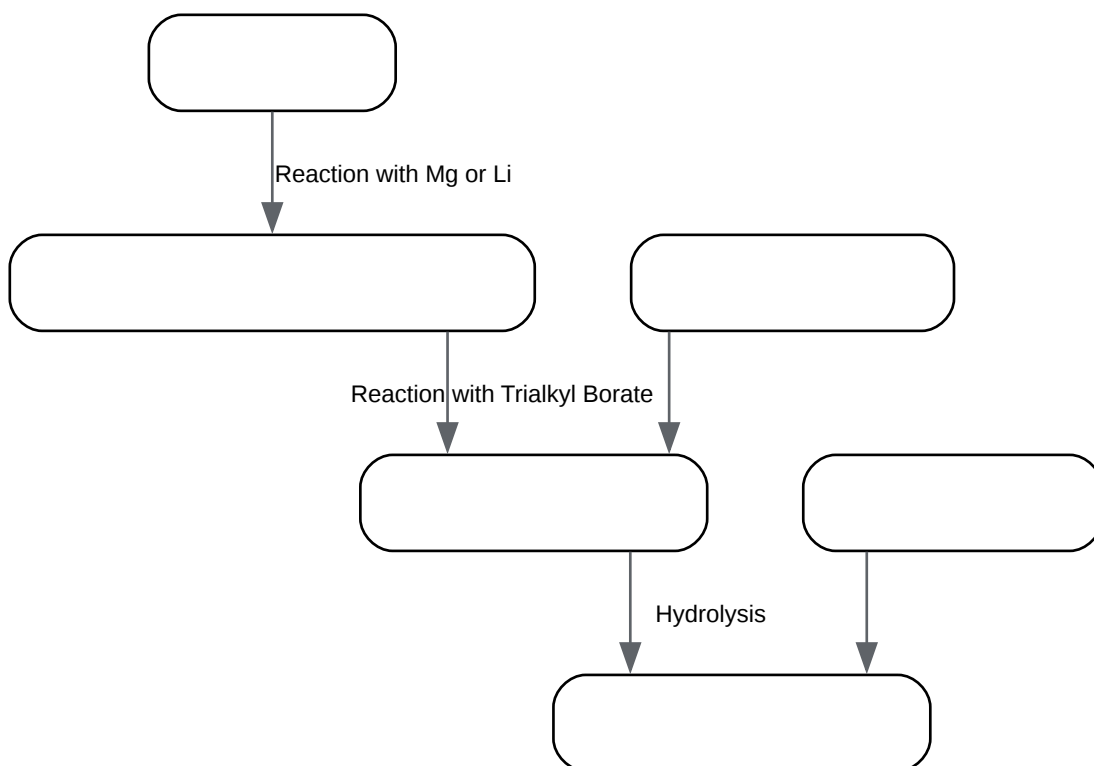 Reaction with Mg or Li
Reaction with Trialkyl Borate
Hydrolysis